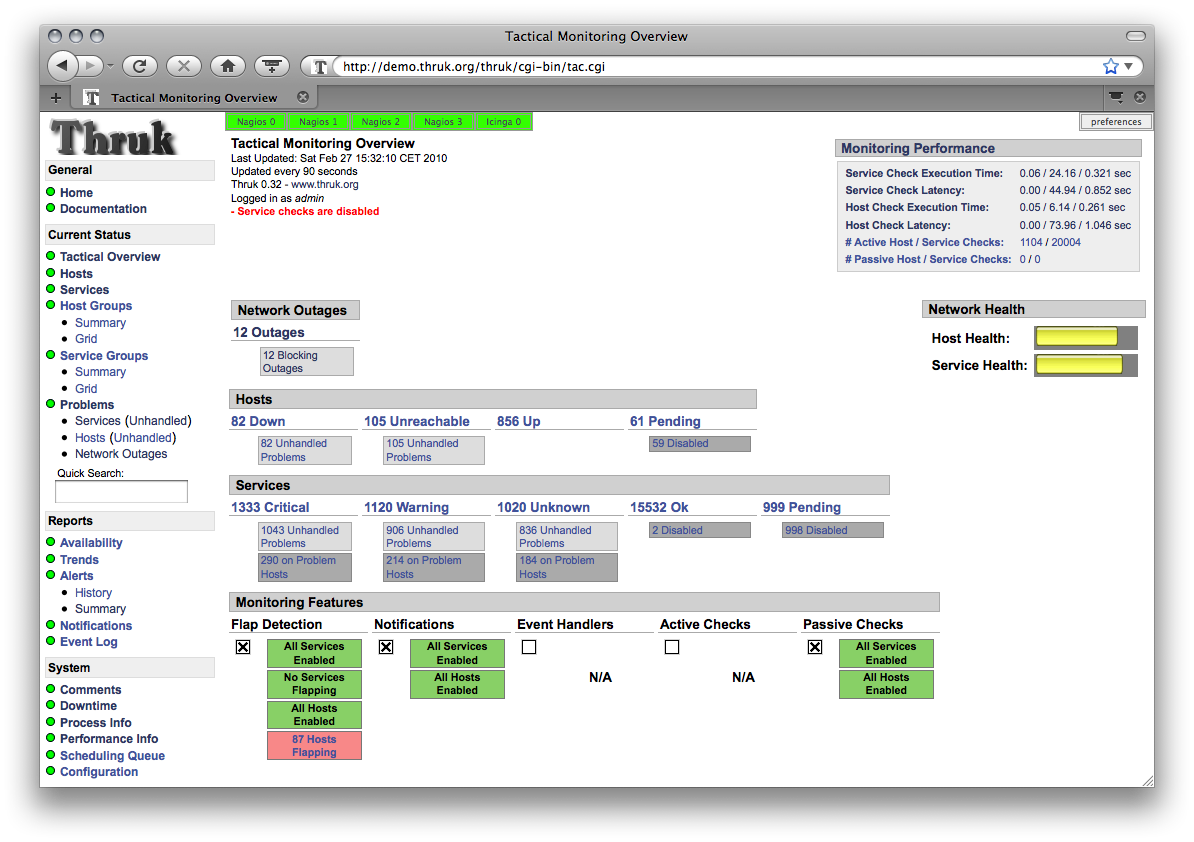 Tactical Monitoring Overview
http://demo.thruk.org/thruk/cgi-bin/tac.cgi
Tactical Monitoring Overview
Thruk
General
Home
Documentation
Current Status
Tactical Overview
Hosts
Services
Host Groups
Summary
Grid
Service Groups
Summary
Grid
Problems
Services (Unhandled)
Hosts (Unhandled)
Network Outages
Quick Search:
Reports
Availability
Trends
Alerts
History
Summary
Notifications
Event Log
System
Comments
Downtime
Process Info
Performance Info
Scheduling Queue
Configuration
Nagios 0 Nagios 1 Nagios 2 Nagios 3 Icinga 0
preferences
Tactical Monitoring Overview
Last Updated: Sat Feb 27 15:32:10 CET 2010
Updated every 90 seconds
Thruk 0.32 - www.thruk.org
Logged in as admin
- Service checks are disabled
Monitoring Performance
Service Check Execution Time: 0.06 / 24.16 / 0.321 sec
Service Check Latency: 0.00 / 44.94 / 0.852 sec
Host Check Execution Time: 0.05 / 6.14 / 0.261 sec
Host Check Latency: 0.00 / 73.96 / 1.046 sec
# Active Host / Service Checks: 1104 / 20004
# Passive Host / Service Checks: 0 / 0
Network Outages
12 Outages
12 Blocking
Outages
Network Health
Host Health:
Service Health:
Hosts
82 Down 105 Unreachable 856 Up 61 Pending
82 Unhandled
Problems
105 Unhandled
Problems
59 Disabled
Services
1333 Critical 1120 Warning 1020 Unknown 15532 Ok 999 Pending
1043 Unhandled
Problems
290 on Problem
Hosts
906 Unhandled
Problems
214 on Problem
Hosts
836 Unhandled
Problems
184 on Problem
Hosts
2 Disabled
998 Disabled
Monitoring Features
Flap Detection Notifications Event Handlers Active Checks Passive Checks
All Services
Enabled
No Services
Flapping
All Hosts
Enabled
87 Hosts
Flapping
All Services
Enabled
All Hosts
Enabled
N/A
N/A
All Services
Enabled
All Hosts
Enabled